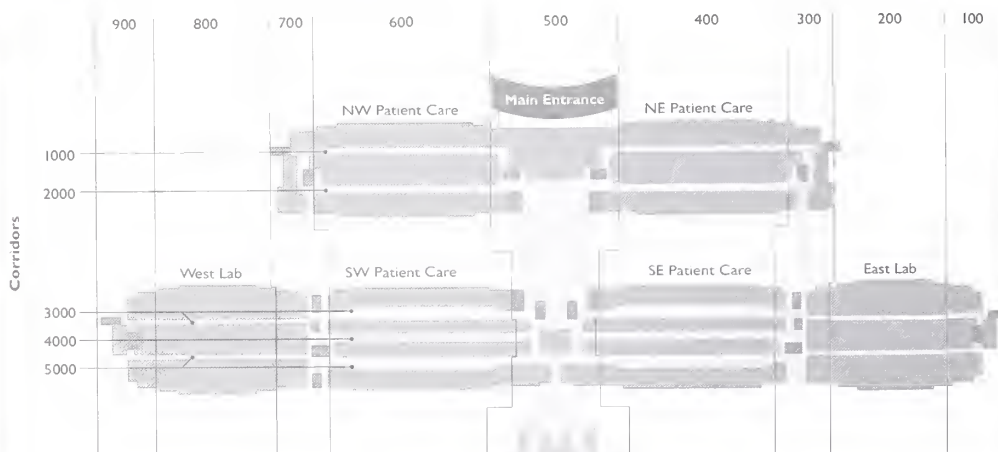 900 800 700 600 500 400 300 200 100
Main Entrance
NW Patient Care
NE Patient Care
1000
2000
Corridors
West Lab
SW Patient Care
SE Patient Care
East Lab
3000
4000
5000